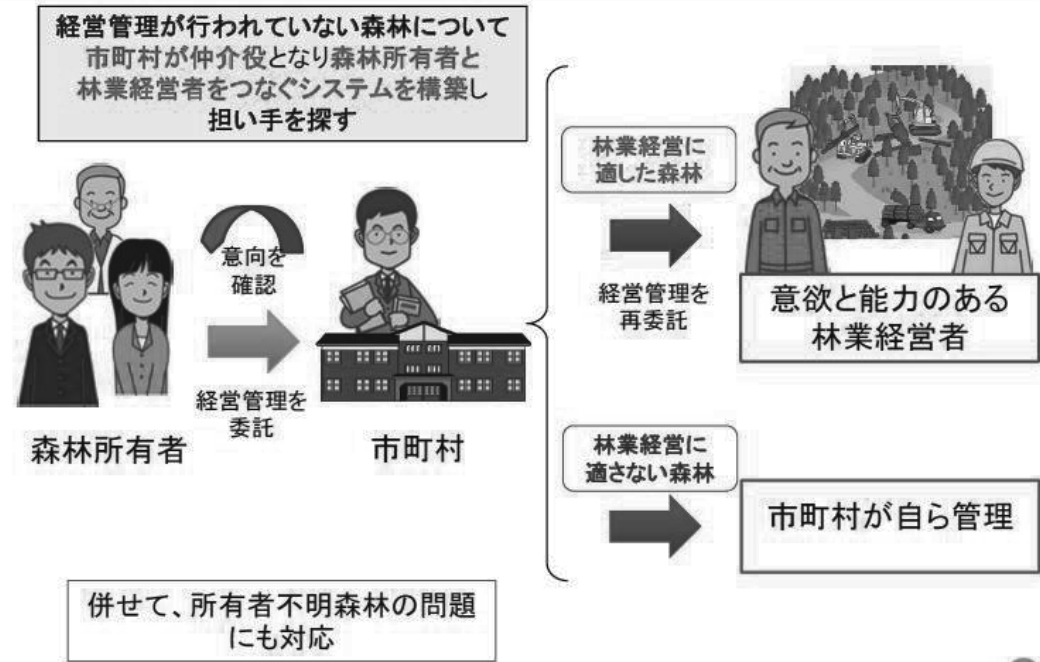 経営管理が行われていない森林について
市町村が仲介役となり森林所有者と
林業経営者をつなぐシステムを構築し
担い手を探す
意向を
確認
経営管理を
委託
森林所有者
市町村
林業経営に
適した森林
経営管理を
再委託
意欲と能力のある
林業経営者
林業経営に
適さない森林
市町村が自ら管理
併せて、所有者不明森林の問題
にも対応